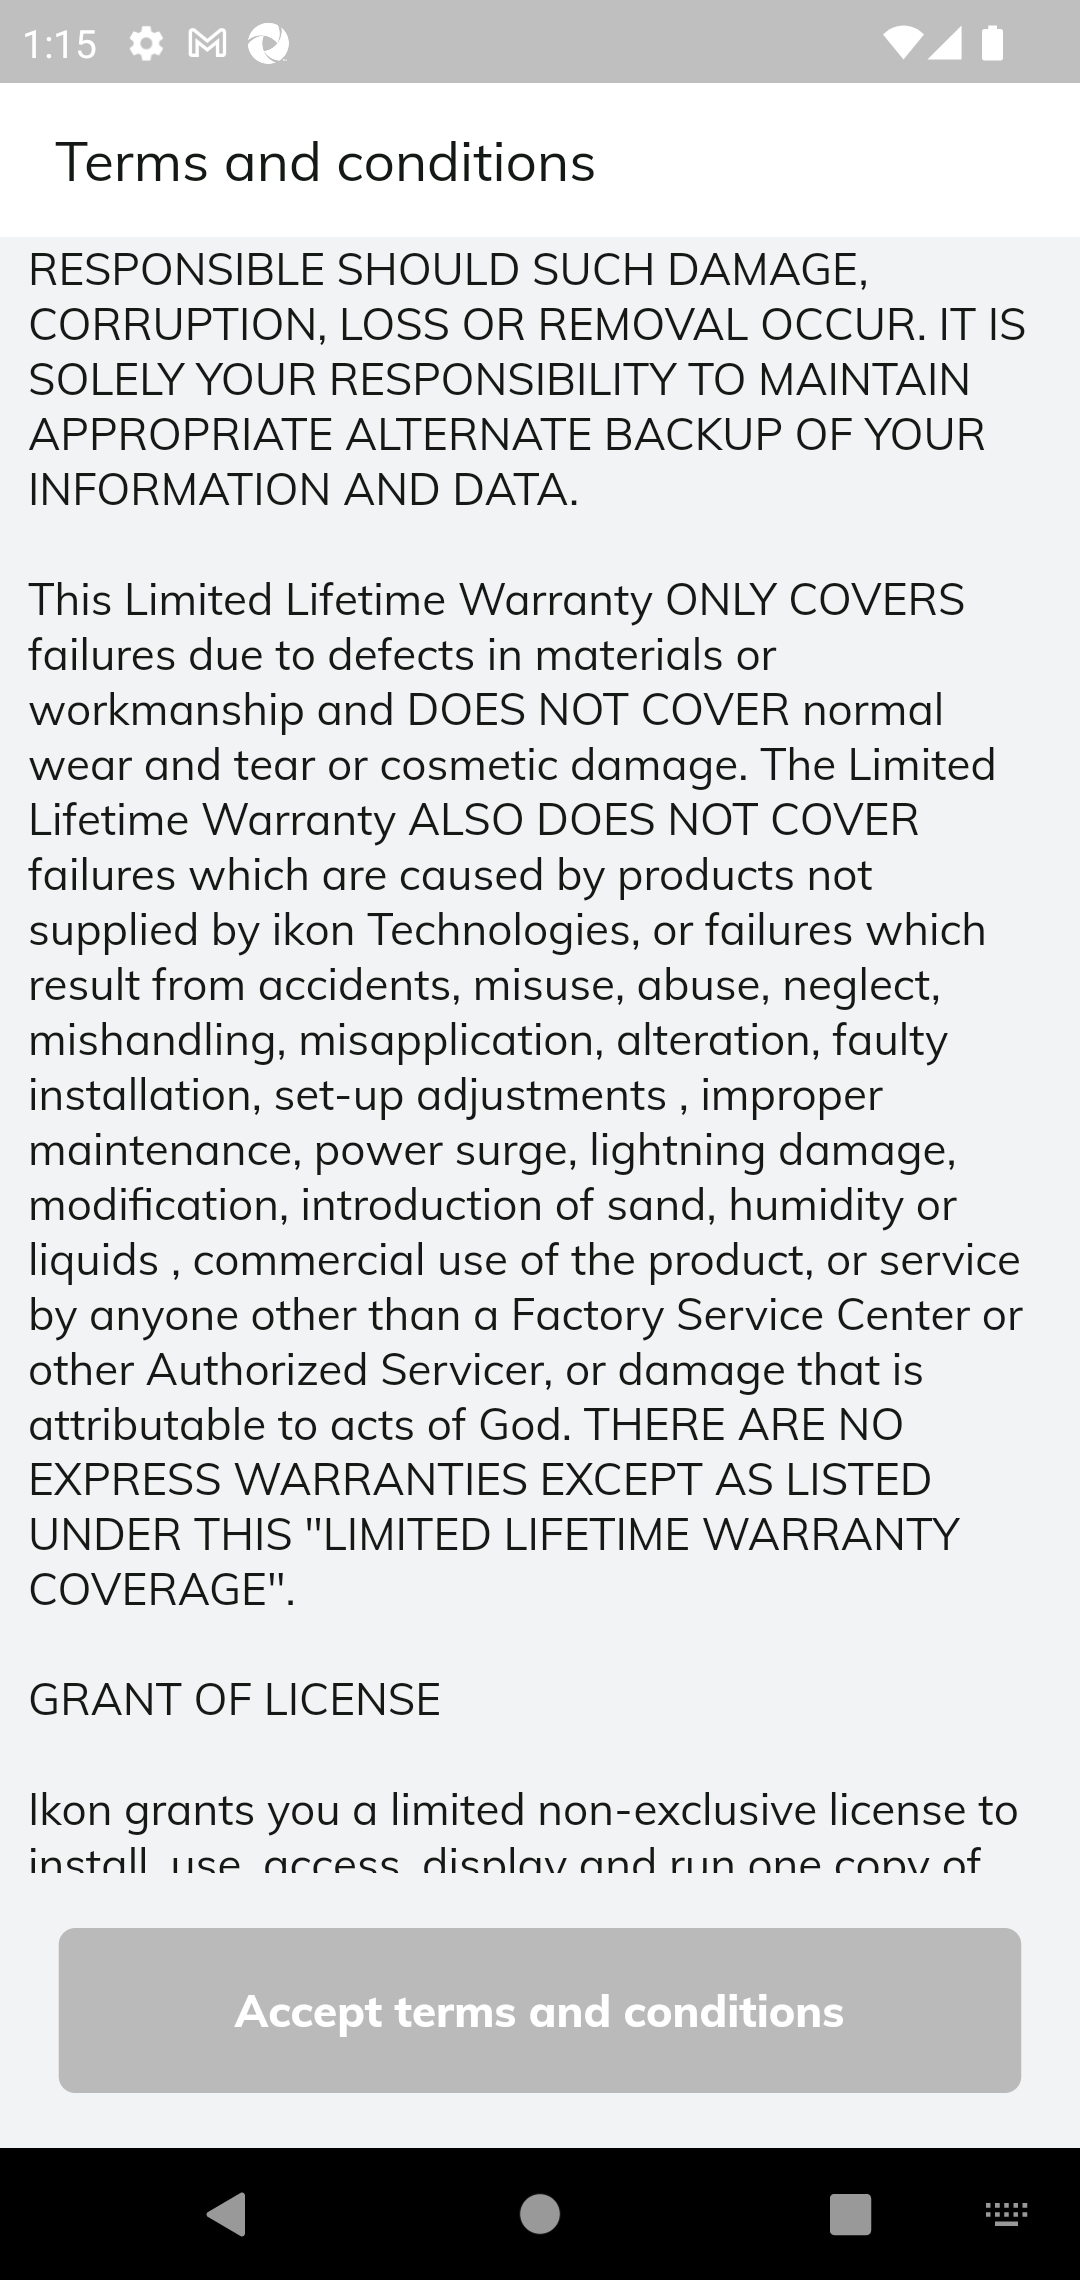 1:15
Terms and conditions
RESPONSIBLE SHOULD SUCH DAMAGE,
CORRUPTION, LOSS OR REMOVAL OCCUR. IT IS
SOLELY YOUR RESPONSIBILITY TO MAINTAIN
APPROPRIATE ALTERNATE BACKUP OF YOUR
INFORMATION AND DATA.
This Limited Lifetime Warranty ONLY COVERS
failures due to defects in materials or
workmanship and DOES NOT COVER normal
wear and tear or cosmetic damage. The Limited
Lifetime Warranty ALSO DOES NOT COVER
failures which are caused by products not
supplied by ikon Technologies, or failures which
result from accidents, misuse, abuse, neglect,
mishandling, misapplication, alteration, faulty
installation, set-up adjustments , improper
maintenance, power surge, lightning damage,
modification, introduction of sand, humidity or
liquids , commercial use of the product, or service
by anyone other than a Factory Service Center or
other Authorized Servicer, or damage that is
attributable to acts of God. THERE ARE NO
EXPRESS WARRANTIES EXCEPT AS LISTED
UNDER THIS "LIMITED LIFETIME WARRANTY
COVERAGE".
GRANT OF LICENSE
Ikon grants you a limited non-exclusive license to
install, use, access, display and run one copy of
Accept terms and conditions